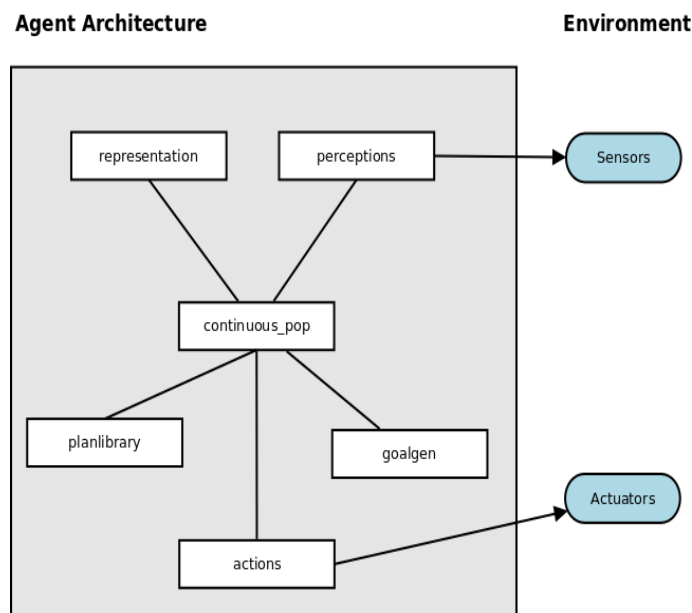 Agent Architecture
Environment
representation
perceptions
Sensors
continuous_pop
planlibrary
goalgen
Actuators
actions